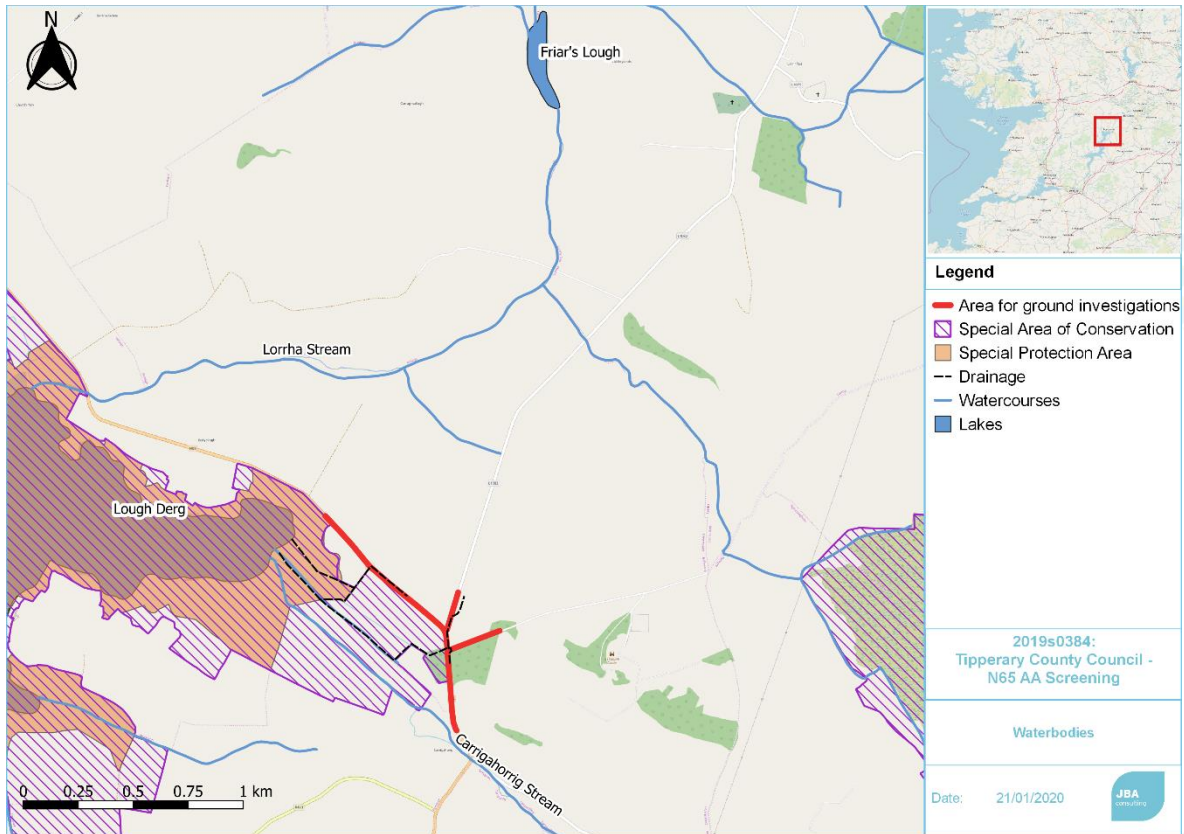 N
Friar's Lough
Lorrha Stream
Lough Derg
Carrigahorrig Stream
0 0.25 0.5 0.75 1 km
Legend
Area for ground investigations
Special Area of Conservation
Special Protection Area
Drainage
Watercourses
Lakes
2019s0384:
Tipperary County Council -
N65 AA Screening
Waterbodies
Date: 21/01/2020
JBA
consulting